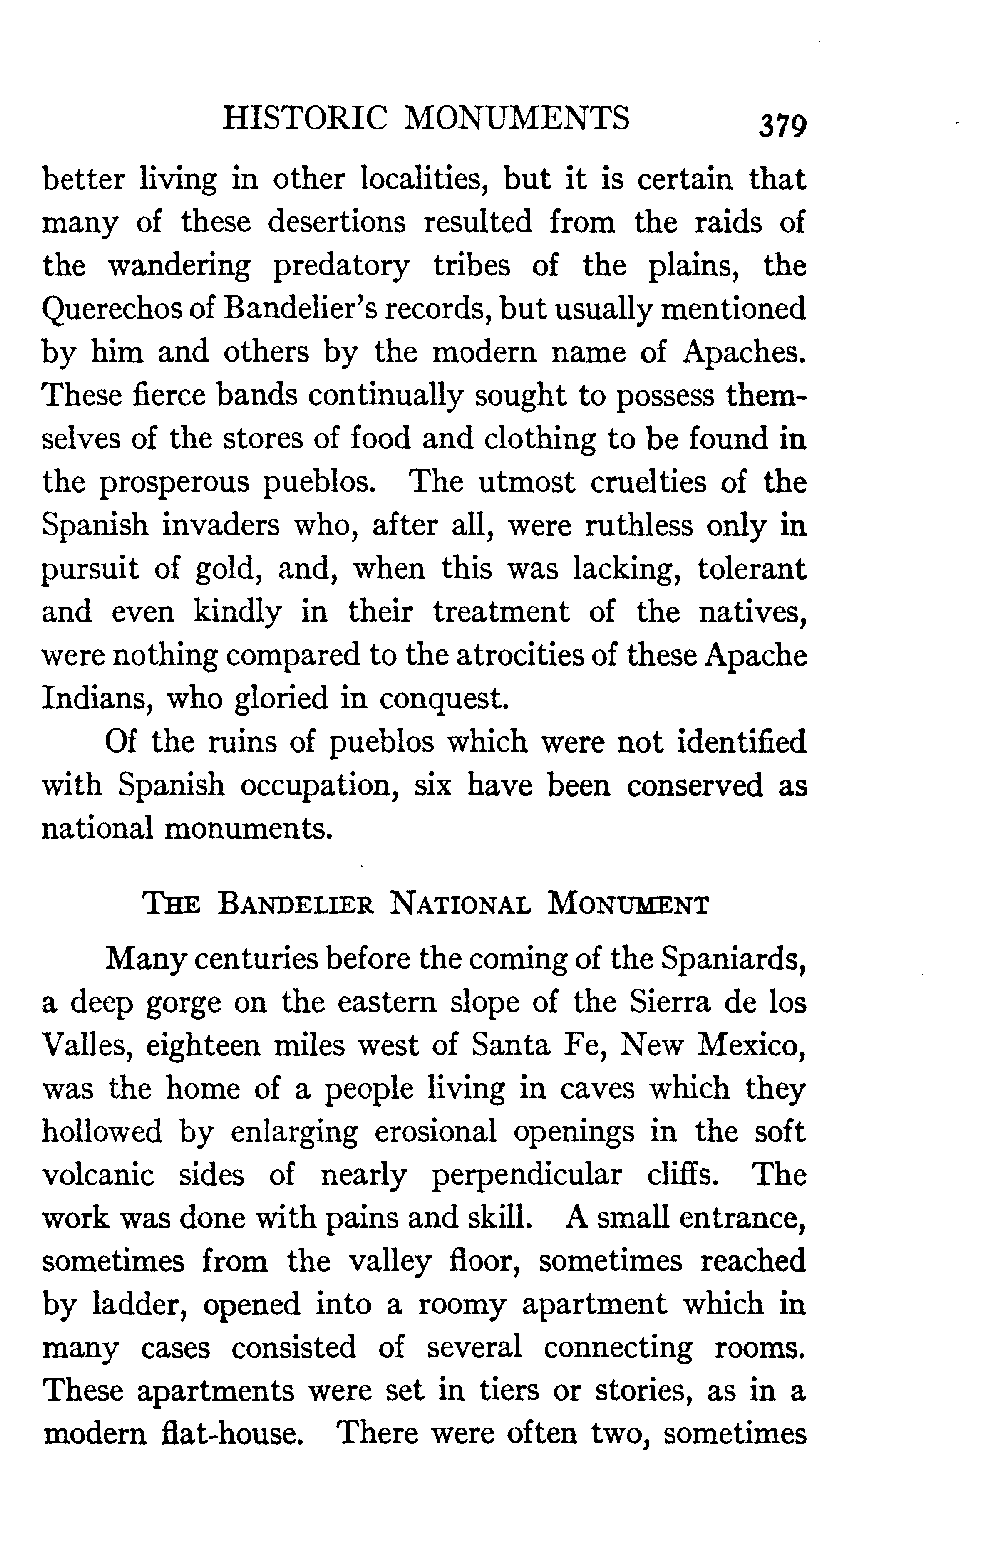 HISTORIC MONUMENTS 379
better living in other localities, but it is certain that
many of these desertions resulted from the raids of
the wandering predatory tribes of the plains, the
Querechos of Bandelier's records, but usually mentioned
by him and others by the modern name of Apaches.
These fierce bands continually sought to possess them-
selves of the stores of food and clothing to be found in
the prosperous pueblos. The utmost cruelties of the
Spanish invaders who, after all, were ruthless only in
pursuit of gold, and, when this was lacking, tolerant
and even kindly in their treatment of the natives,
were nothing compared to the atrocities of these Apache
Indians, who gloried in conquest.
Of the ruins of pueblos which were not identified
with Spanish occupation, six have been conserved as
national monuments.
THE BANDELIER NATIONAL MONUMENT
Many centuries before the coming of the Spaniards,
a deep gorge on the eastern slope of the Sierra de los
Valles, eighteen miles west of Santa Fe, New Mexico,
was the home of a people living in caves which they
hollowed by enlarging erosional openings in the soft
volcanic sides of nearly perpendicular cliffs. The
work was done with pains and skill. A small entrance,
sometimes from the valley floor, sometimes reached
by ladder, opened into a roomy apartment which in
many cases consisted of several connecting rooms.
These apartments were set in tiers or stories, as in a
modern flat-house. There were often two, sometimes